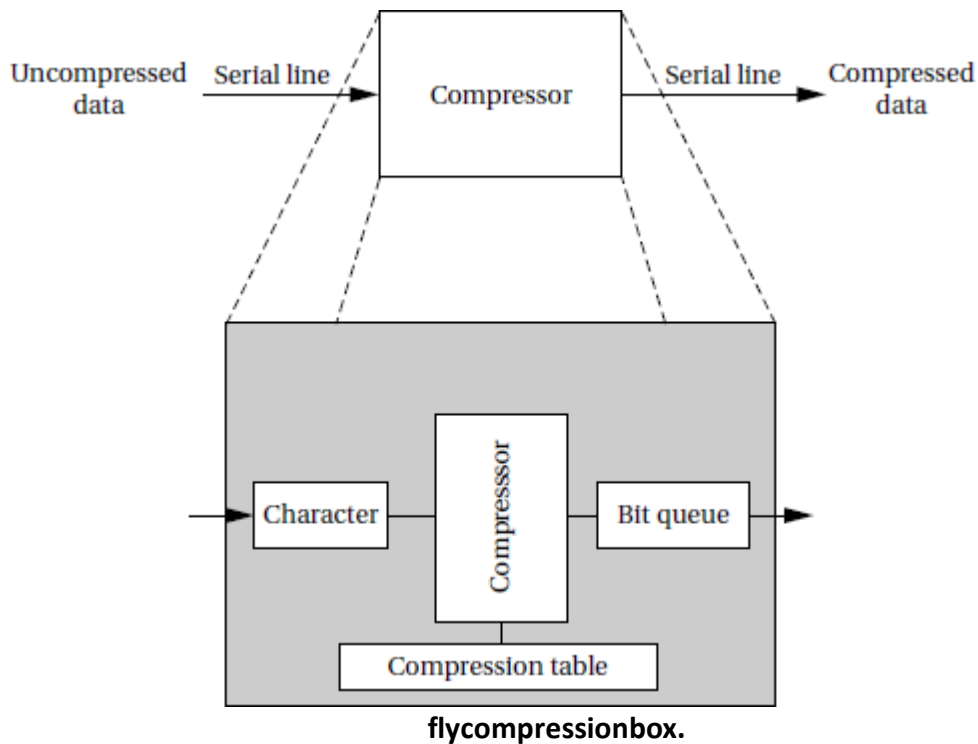 Uncompressed
data
Serial line
Compressor
Serial line
Compressed
data
Character
Compresssor
Bit queue
Compression table
flycompressionbox.